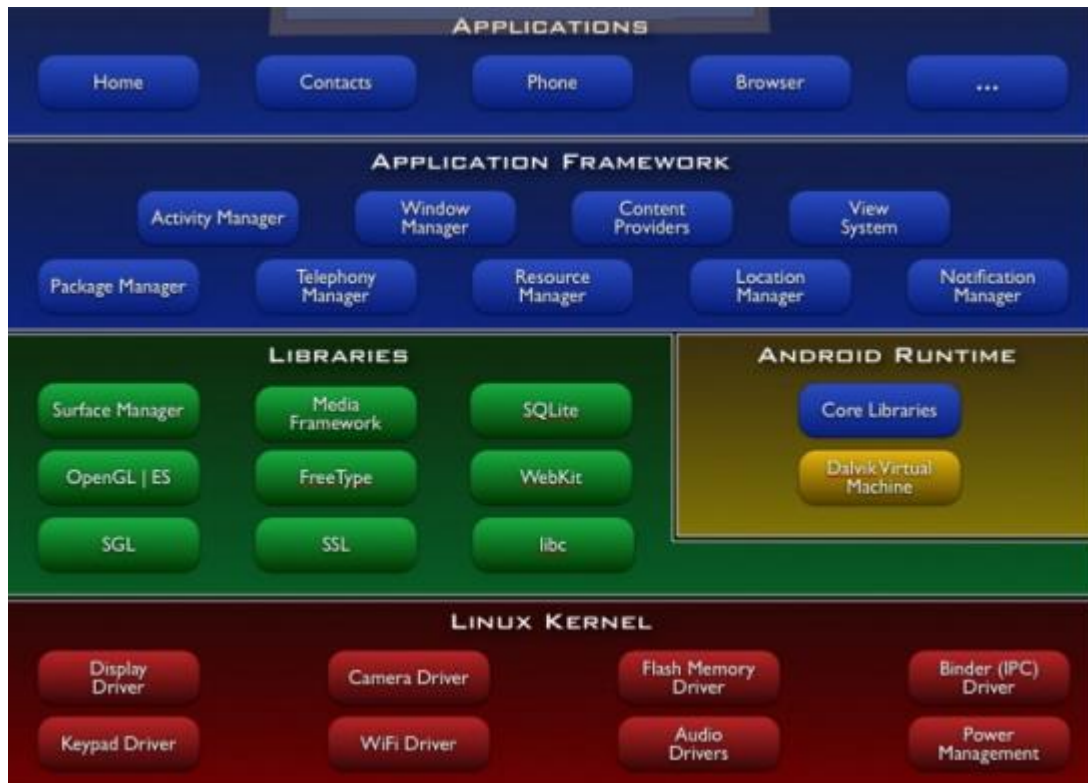 APPLICATIONS
Home
Contacts
Phone
Browser
...
APPLICATION FRAMEWORK
Activity Manager
Window
Manager
Content
Providers
View
System
Package Manager
Telephony
Manager
Resource
Manager
Location
Manager
Notification
Manager
LIBRARIES
Surface Manager
Media
Framework
SQLite
OpenGL | ES
FreeType
WebKit
SGL
SSL
libc
ANDROID RUNTIME
Core Libraries
Dalvik Virtual
Machine
LINUX KERNEL
Display
Driver
Camera Driver
Flash Memory
Driver
Binder (IPC)
Driver
Keypad Driver
WiFi Driver
Audio
Drivers
Power
Management